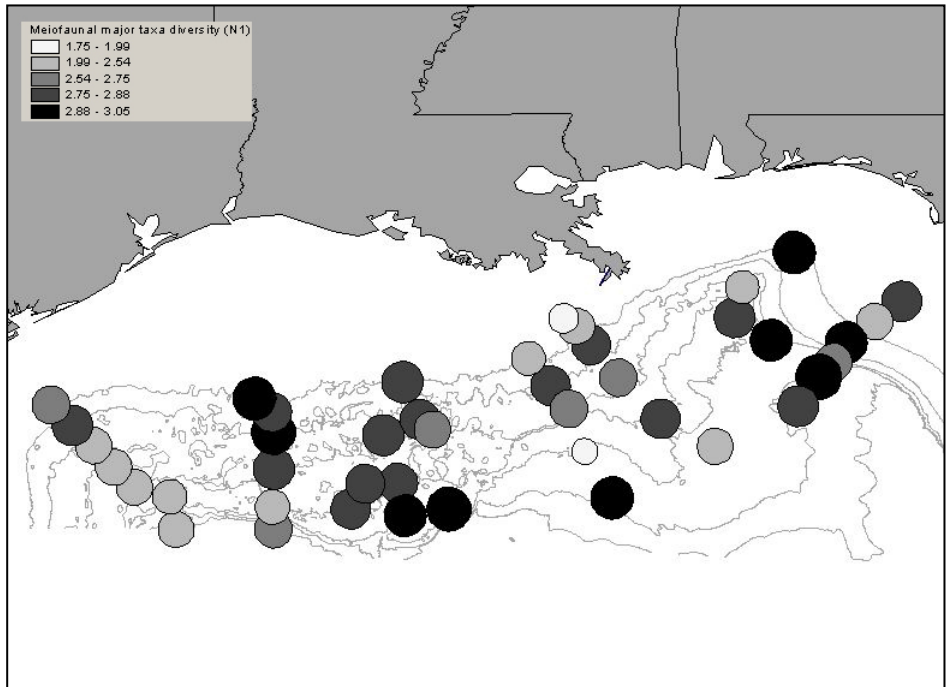 Meiofaunal major taxa diversity (N1)
1.75 - 1.99
1.99 - 2.54
2.54 - 2.75
2.75 - 2.88
2.88 - 3.05